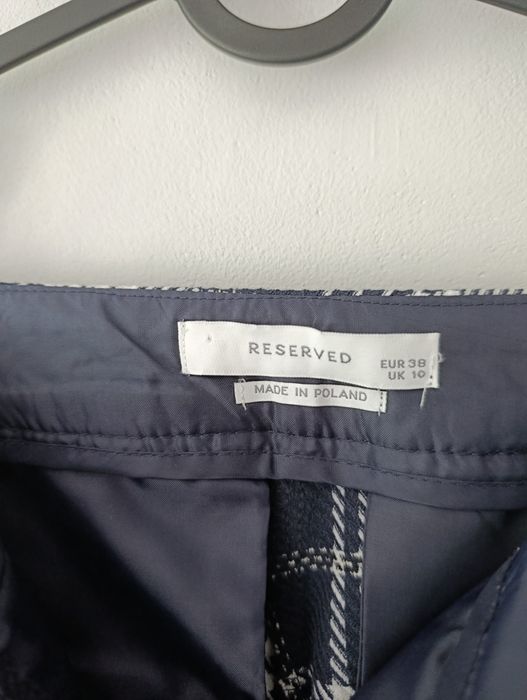 RESERVED
EUR 38
UK 10
MADE IN POLAND